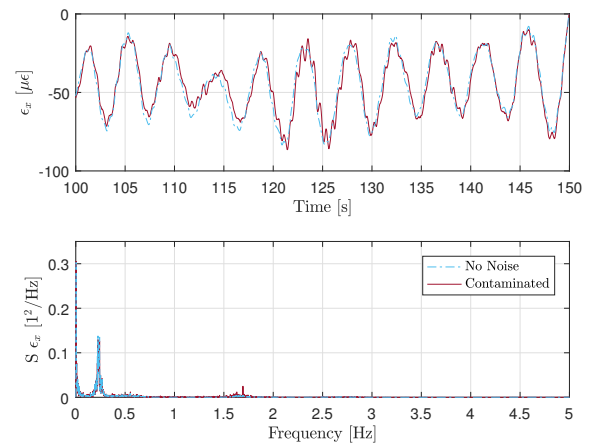 0
-50
-100
ϵx [µϵ]
100 105 110 115 120 125 130 135 140 145 150
Time [s]
0.3
0.2
0.1
0
S ϵx [1²/Hz]
No Noise
Contaminated
0 0.5 1 1.5 2 2.5 3 3.5 4 4.5 5
Frequency [Hz]